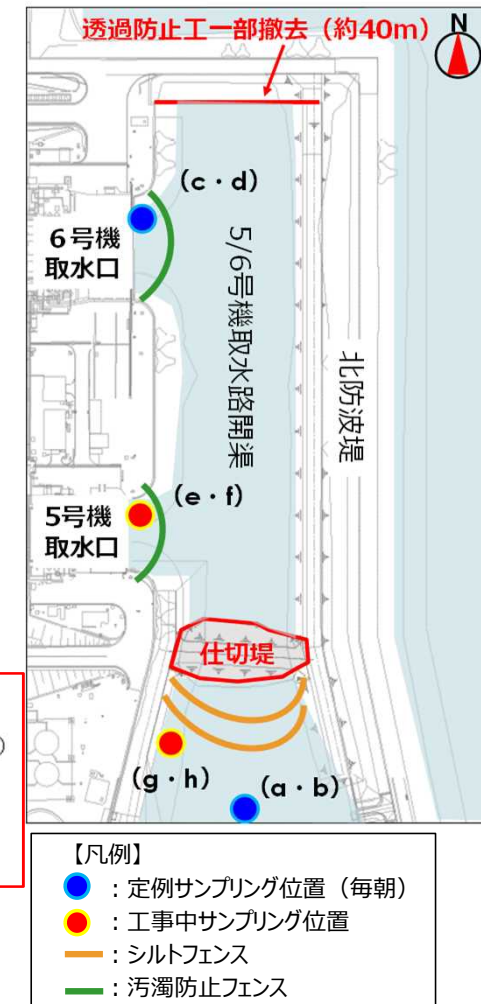 透過防止工一部撤去（約40m）
N
（c・d）
6号機
取水口
5/6号機取水路開渠
北防波堤
（e・f）
5号機
取水口
仕切堤
（g・h）
（a・b）
）
【凡例】
：定例サンプリング位置（毎朝）
：工事中サンプリング位置
：シルトフェンス
：汚濁防止フェンス